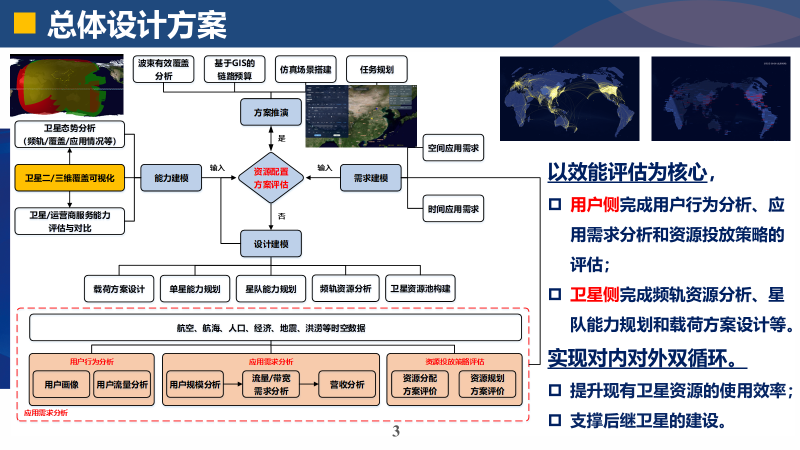 总体设计方案
波束有效覆盖
分析
基于GIS的
链路预算
仿真场景搭建
任务规划
方案推演
是
卫星态势分析
（频轨/覆盖/应用情况等）
卫星二/三维覆盖可视化
卫星/运营商服务能力
评估与对比
能力建模
输入
资源配置
方案评估
输入
需求建模
空间应用需求
时间应用需求
否
设计建模
载荷方案设计
单星能力规划
星队能力规划
频轨资源分析
卫星资源池构建
航空、航海、人口、经济、地震、洪涝等时空数据
用户行为分析
用户画像
用户流量分析
应用需求分析
用户规模分析
流量/带宽
需求分析
营收分析
资源投放策略评估
资源分配
方案评价
资源规划
方案评价
应用需求分析
以效能评估为核心，
用户侧完成用户行为分析、应
用需求分析和资源投放策略的
评估；
卫星侧完成频轨资源分析、星
队能力规划和载荷方案设计等。
实现对内对外双循环。
提升现有卫星资源的使用效率；
支撑后继卫星的建设。
3